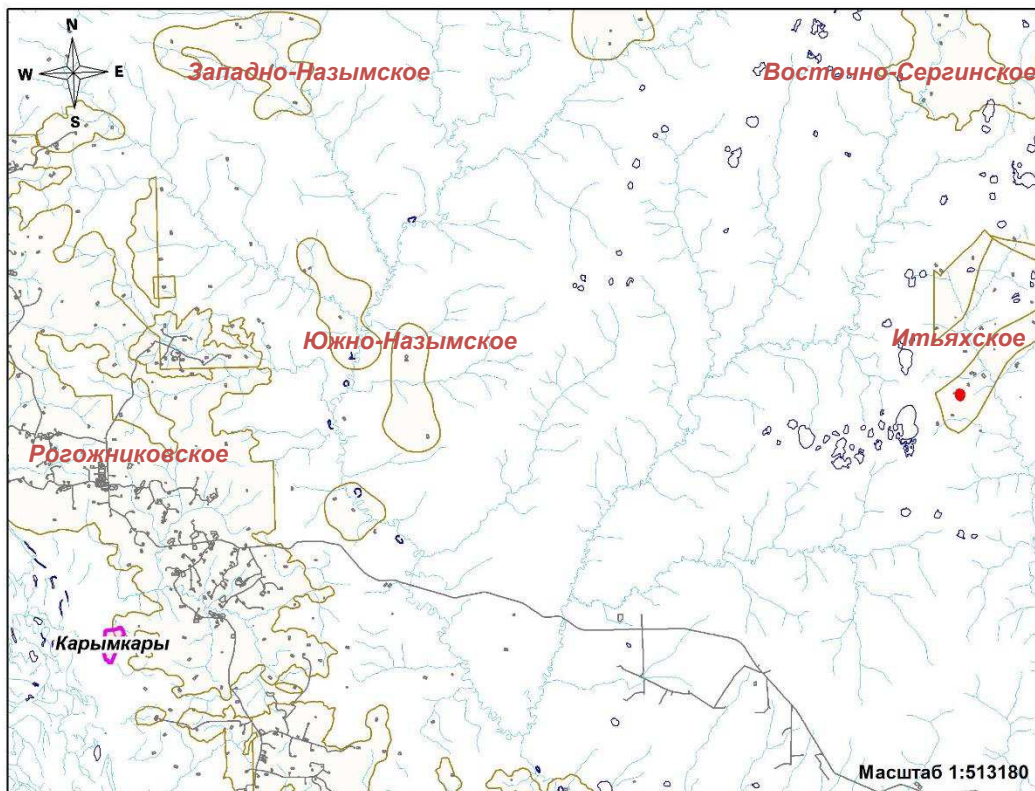 N
W E
S
Западно-Назымское
Восточно-Сергинское
Южно-Назымское
Итьяхское
Рогожниковское
Карымкары
Масштаб 1:513180